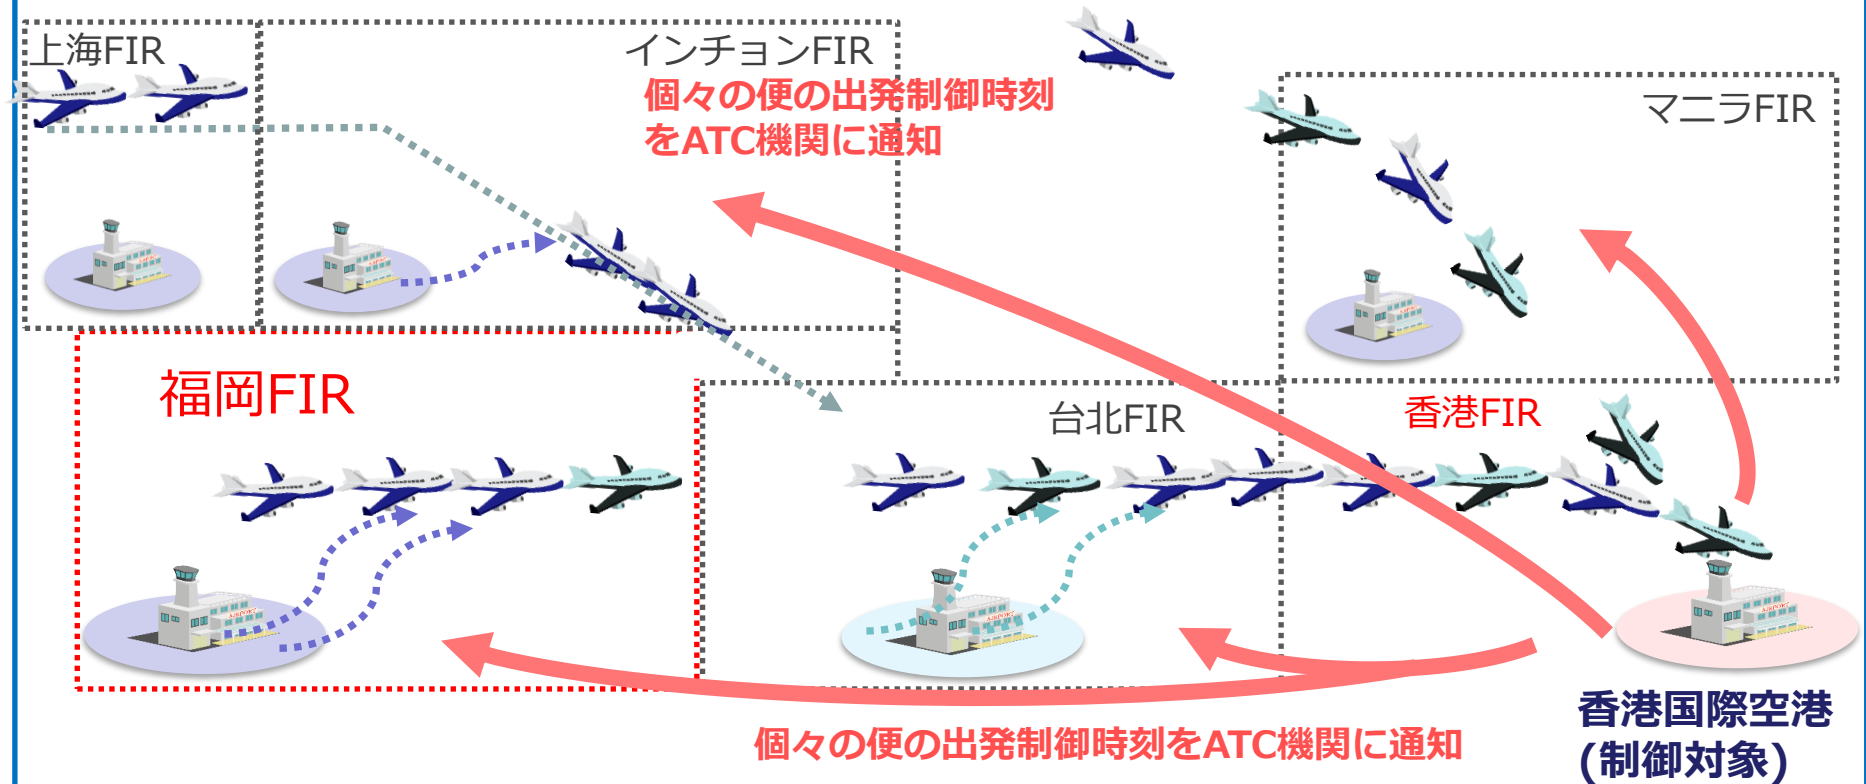 上海FIR
インチョンFIR
個々の便の出発制御時刻
をATC機関に通知
マニラFIR
福岡FIR
台北FIR
香港FIR
AIRPORT
AIRPORT
AIRPORT
香港国際空港
(制御対象)
個々の便の出発制御時刻をATC機関に通知